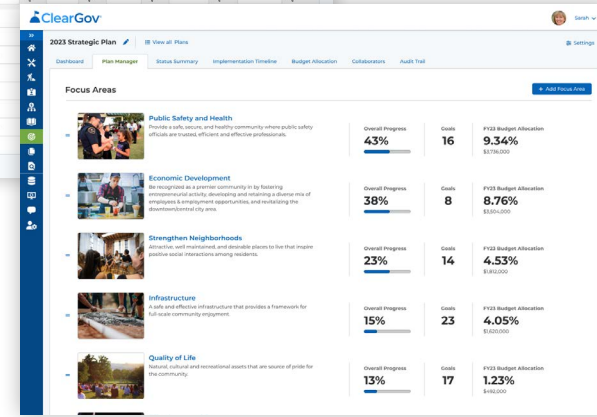 ClearGov
Sarah
2023 Strategic Plan
View all Plans
Settings
Dashboard Plan Manager Status Summary Implementation Timeline Budget Allocation Collaborators Audit Trail
Focus Areas
+ Add Focus Area
Public Safety and Health
Provide a safe, secure, and healthy community where public safety
officials are trusted, efficient and effective professionals.
Overall Progress
43%
Goals
16
FY23 Budget Allocation
9.34%
$3,736,000
Economic Development
Be recognized as a premier community in by fostering
entrepreneurial activity, developing and retaining a diverse mix of
employees & employment opportunities, and revitalizing the
downtown/central city area.
Overall Progress
38%
Goals
8
FY23 Budget Allocation
8.76%
$3,504,000
Strengthen Neighborhoods
Attractive, well maintained, and desirable places to live that inspire
positive social interactions among residents.
Overall Progress
23%
Goals
14
FY23 Budget Allocation
4.53%
$1,812,000
Infrastructure
A safe and effective infrastructure that provides a framework for
full-scale community enjoyment.
Overall Progress
15%
Goals
23
FY23 Budget Allocation
4.05%
$1,620,000
Quality of Life
Natural, cultural and recreational assets that are source of pride for
the community.
Overall Progress
13%
Goals
17
FY23 Budget Allocation
1.23%
$492,000